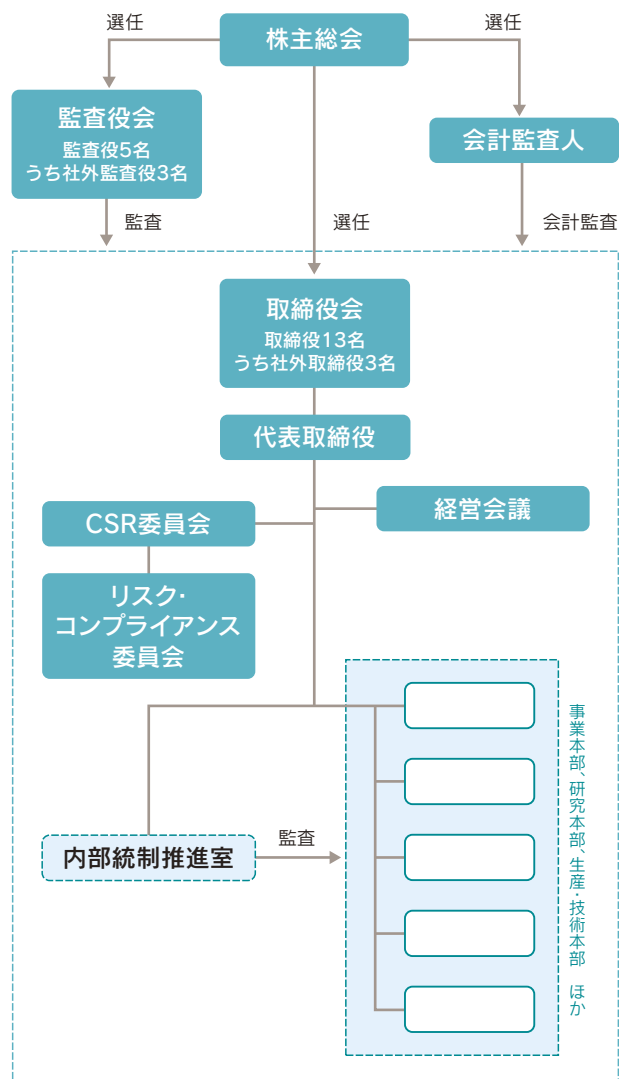 選任
株主総会
選任
監査役会
監査役5名
うち社外監査役3名
会計監査人
監査
選任
会計監査
取締役会
取締役13名
うち社外取締役3名
代表取締役
経営会議
CSR委員会
リスク・
コンプライアンス
委員会
事業本部、研究本部、生産・技術本部 ほか
内部統制推進室
監査